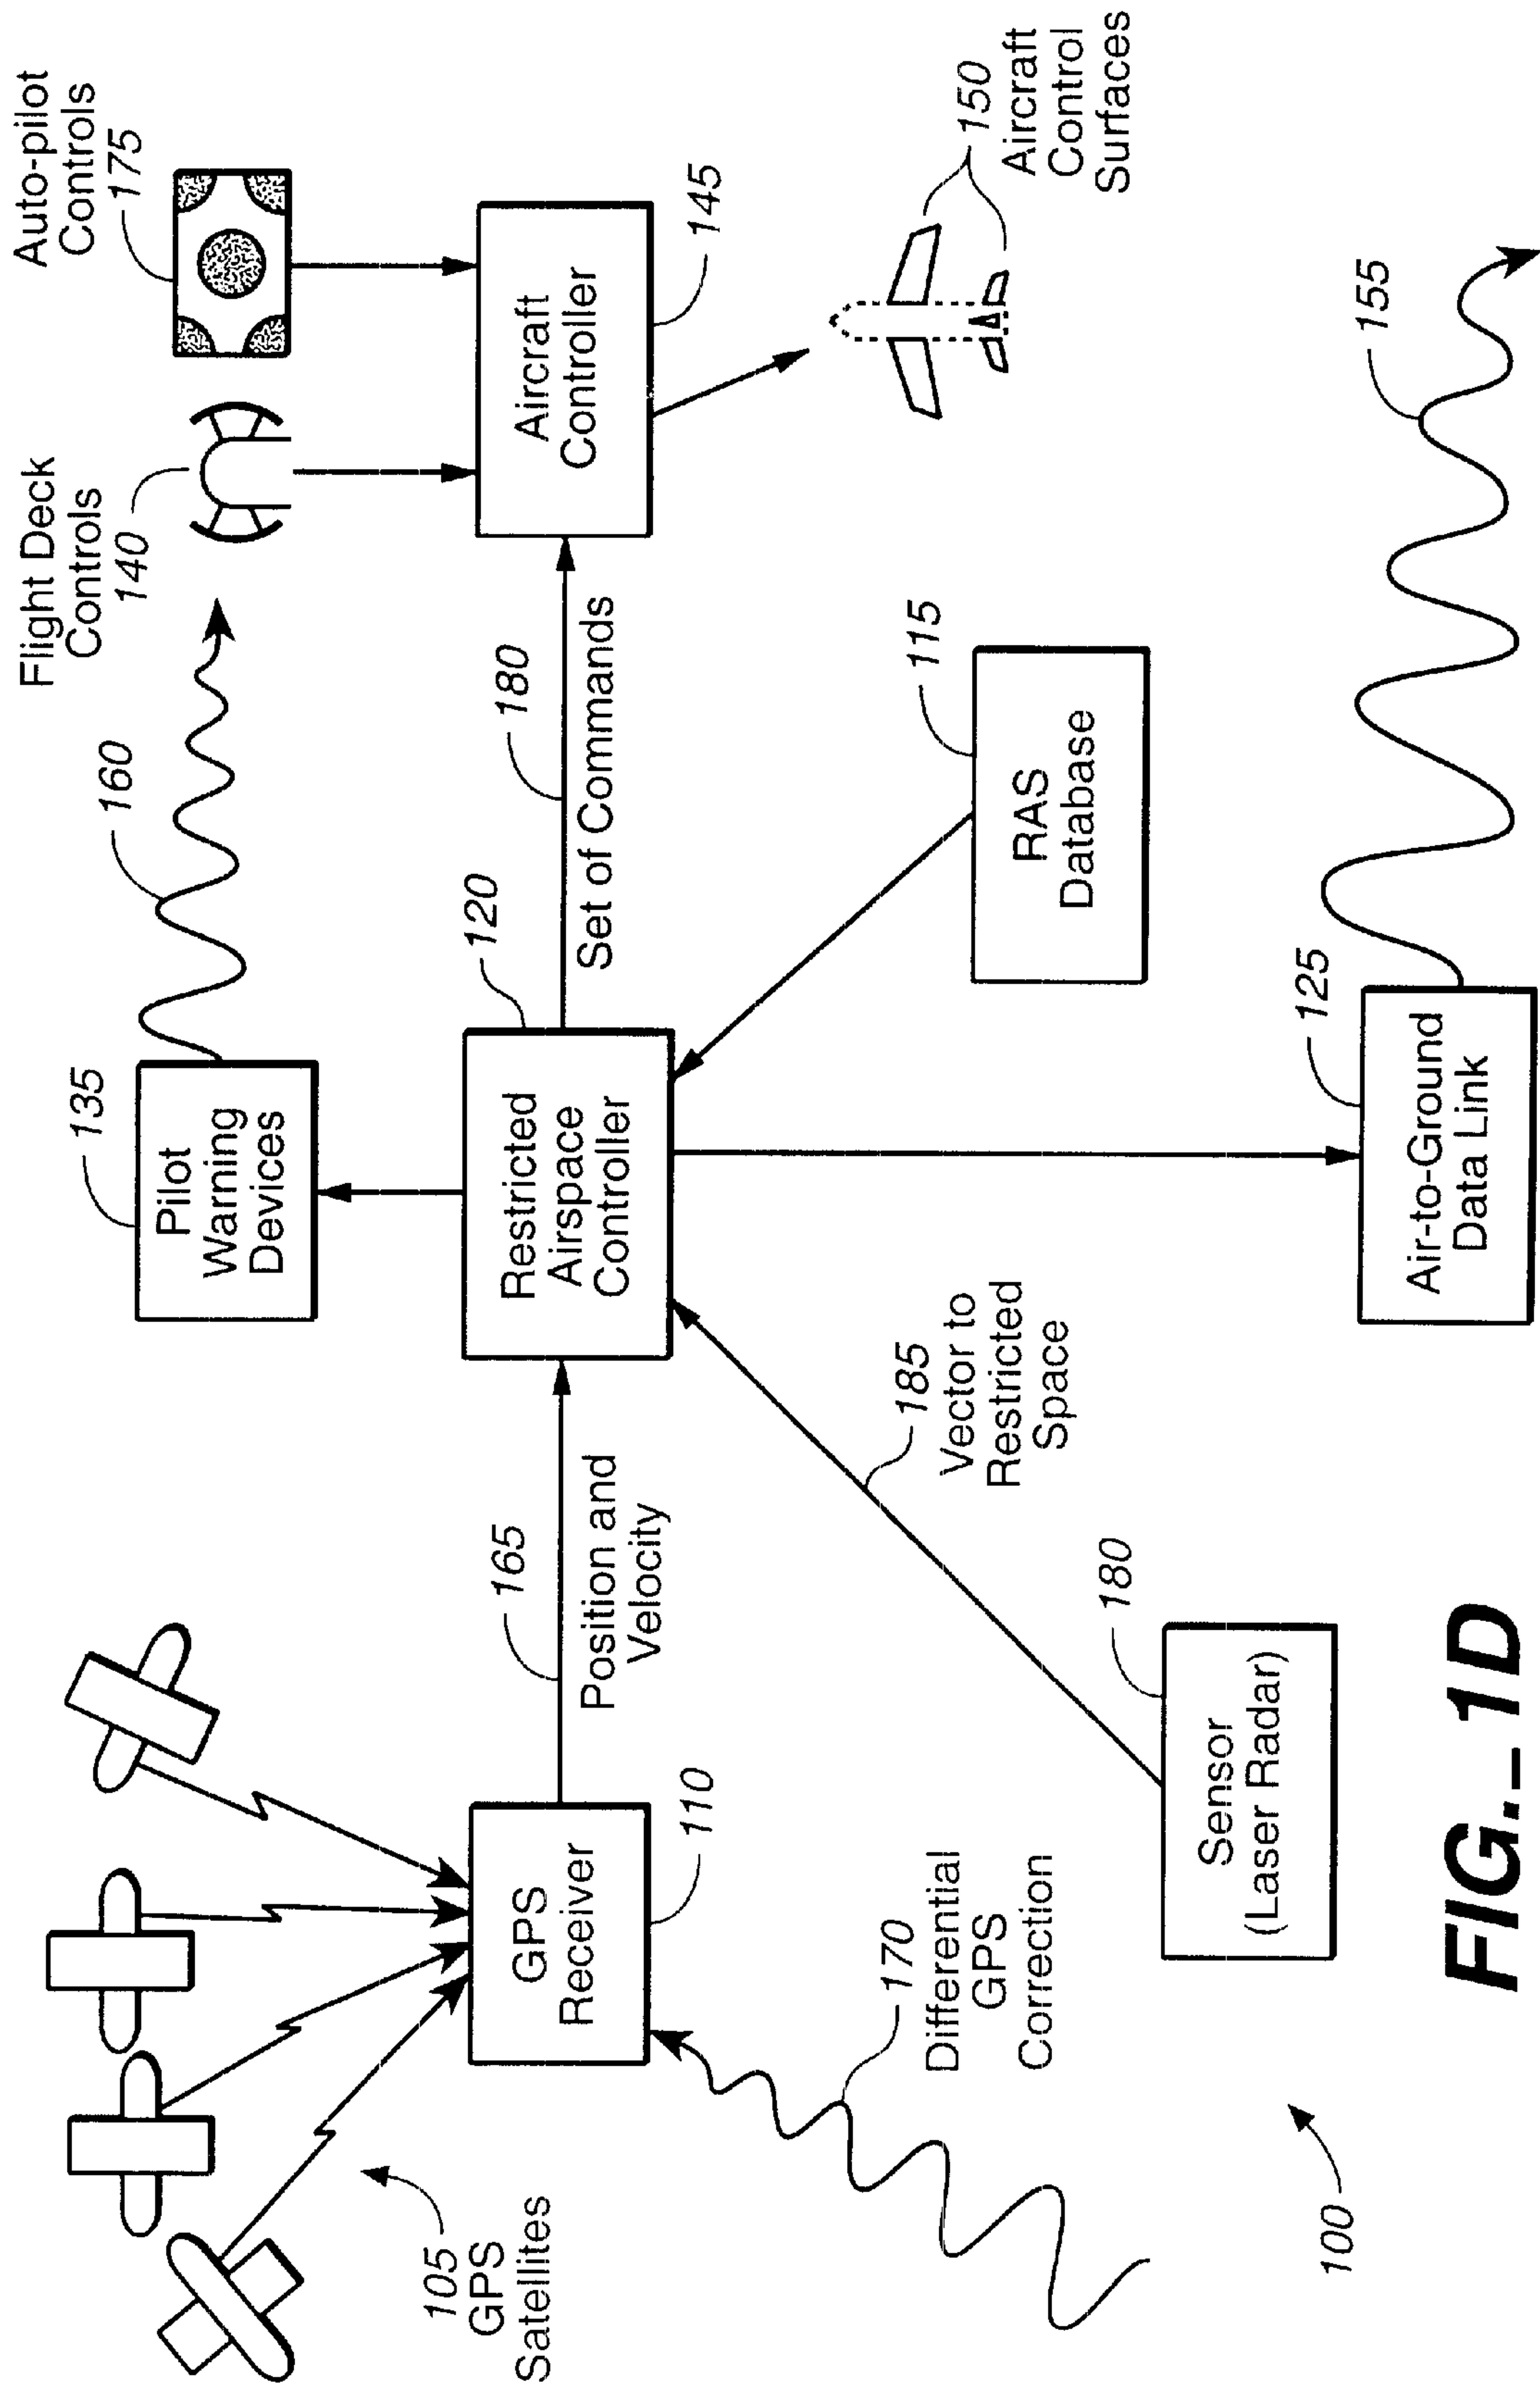 105
GPS
Satellites
GPS
Receiver
110
170
Differential
GPS
Correction
100
165
Position and
Velocity
Sensor
(Laser Radar)
180
185
Vector to
Restricted
Space
135
Pilot
Warning
Devices
160
120
Restricted
Airspace
Controller
180
Set of Commands
115
RAS
Database
125
Air-to-Ground
Data Link
155
Flight Deck
Controls
140
Auto-pilot
Controls
175
Aircraft
Controller
145
150
Aircraft
Control
Surfaces
FIG._1D